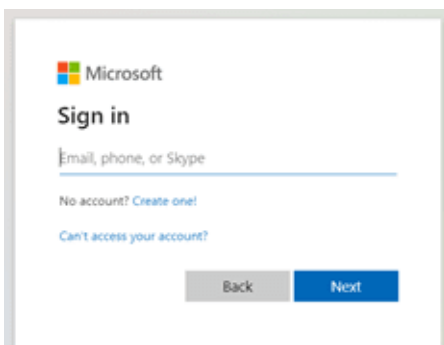 Microsoft
Sign in
Email, phone, or Skype
No account? Create one!
Can't access your account?
Back Next